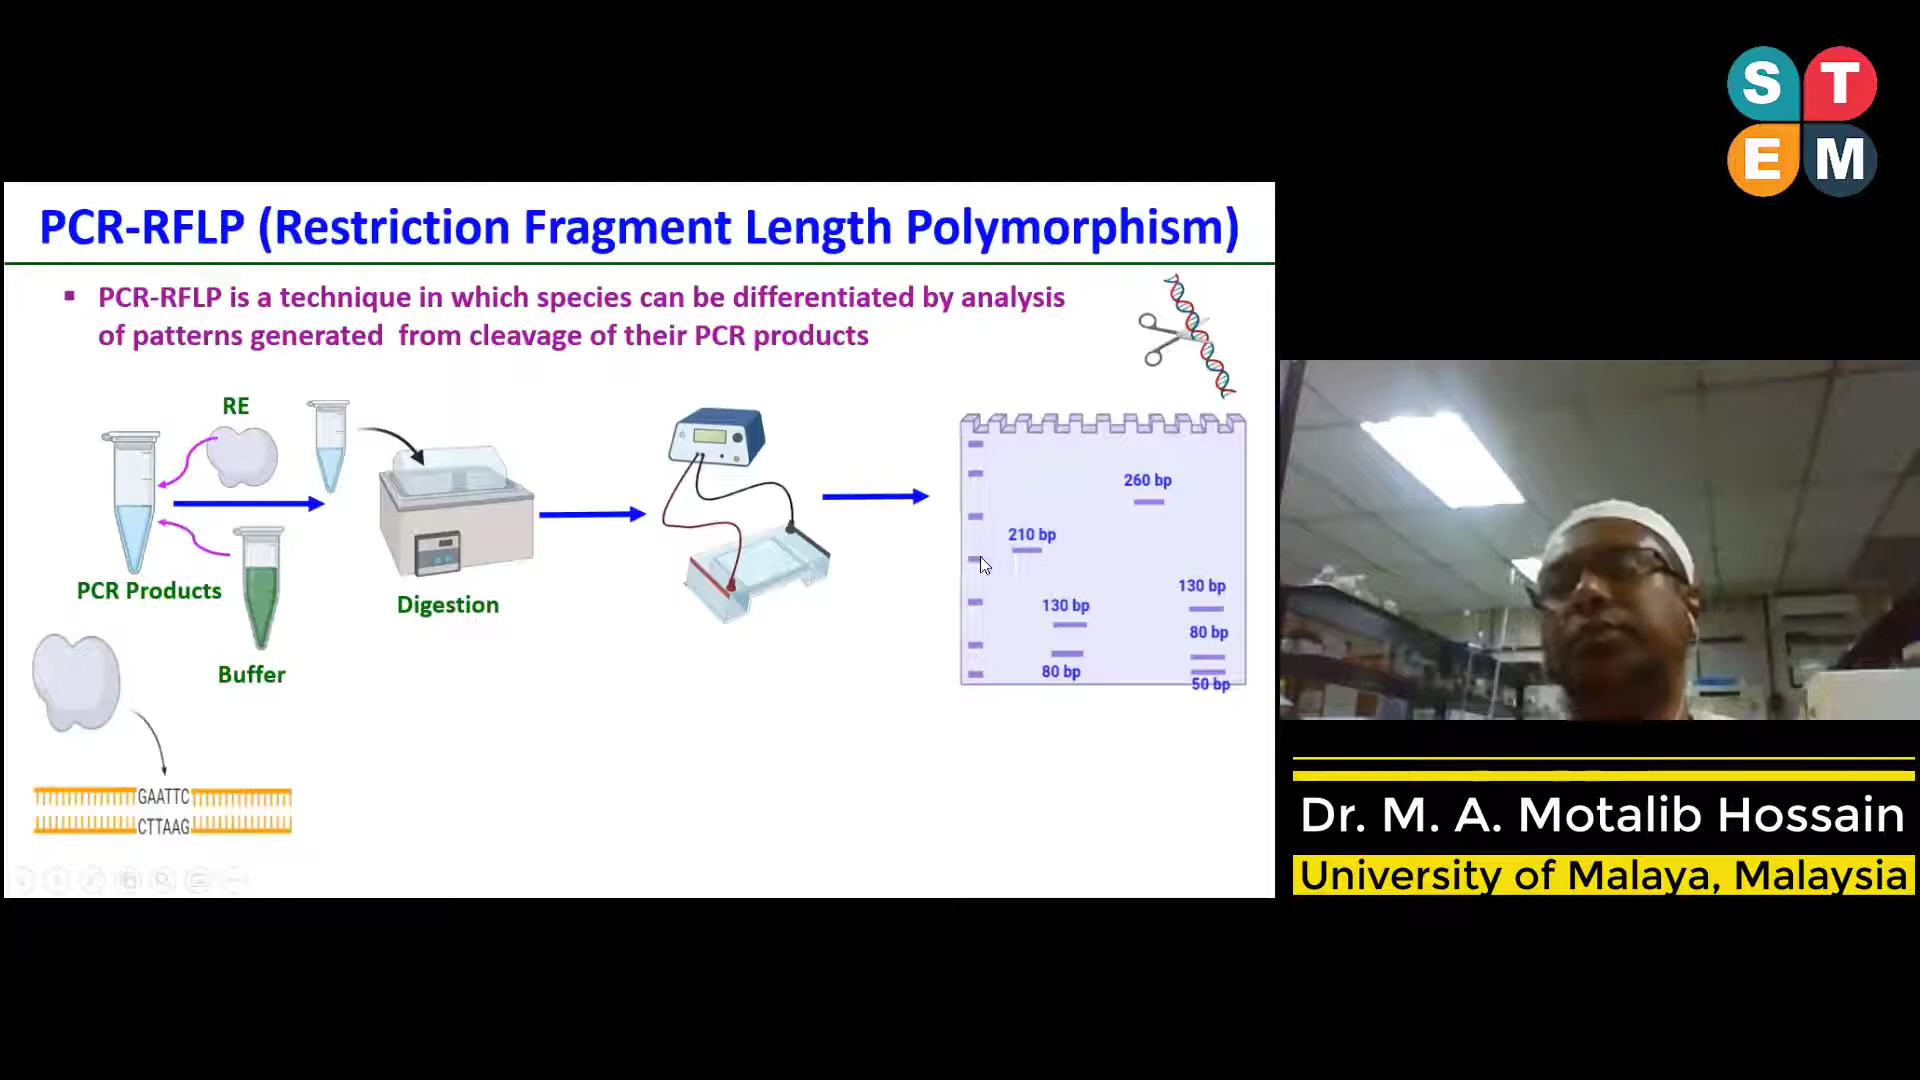 S T
E M
PCR-RFLP (Restriction Fragment Length Polymorphism)
▪ PCR-RFLP is a technique in which species can be differentiated by analysis
of patterns generated from cleavage of their PCR products
RE
PCR Products
Buffer
Digestion
GAATTC
CTTAAG
260 bp
210 bp
130 bp
80 bp
130 bp
80 bp
50 bp
Dr. M. A. Motalib Hossain
University of Malaya, Malaysia